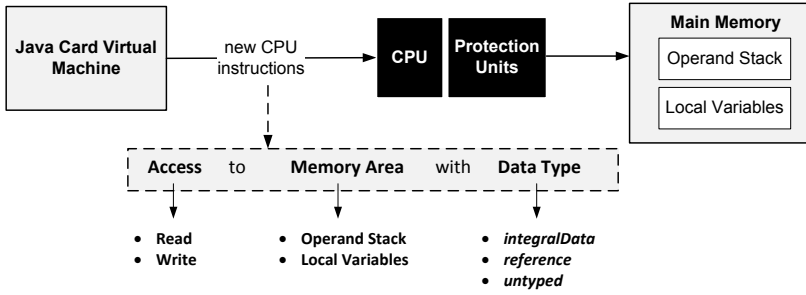 Java Card Virtual
Machine
new CPU
instructions
CPU
Protection
Units
Main Memory
Operand Stack
Local Variables
Access to Memory Area with Data Type
• Read
• Write
• Operand Stack
• Local Variables
• integralData
• reference
• untyped